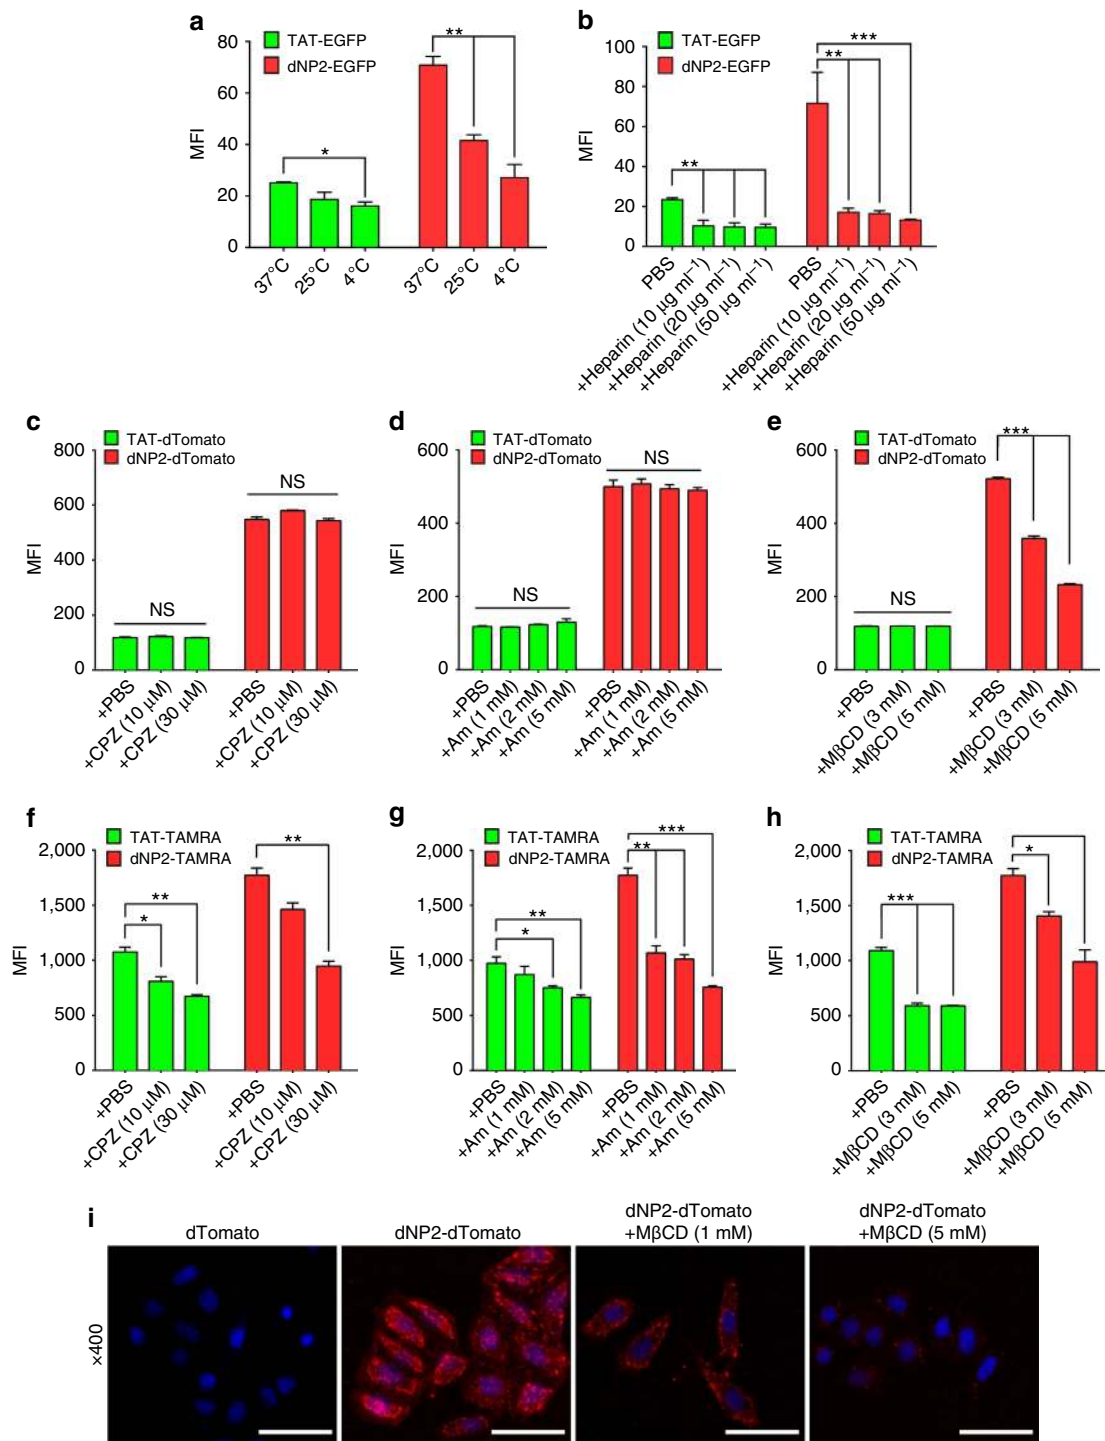 a
TAT-EGFP
dNP2-EGFP
MFI
80
60
40
20
0
*
**
37°C
25°C
4°C
37°C
25°C
4°C
b
TAT-EGFP
dNP2-EGFP
MFI
100
80
60
40
20
0
**
**
***
PBS
+Heparin (10 µg ml⁻¹)
+Heparin (20 µg ml⁻¹)
+Heparin (50 µg ml⁻¹)
PBS
+Heparin (10 µg ml⁻¹)
+Heparin (20 µg ml⁻¹)
+Heparin (50 µg ml⁻¹)
c
TAT-dTomato
dNP2-dTomato
MFI
800
600
400
200
0
NS
NS
+PBS
+CPZ (10 µM)
+CPZ (30 µM)
+PBS
+CPZ (10 µM)
+CPZ (30 µM)
d
TAT-dTomato
dNP2-dTomato
MFI
600
400
200
0
NS
NS
+PBS
+Am (1 mM)
+Am (2 mM)
+Am (5 mM)
+PBS
+Am (1 mM)
+Am (2 mM)
+Am (5 mM)
e
TAT-dTomato
dNP2-dTomato
MFI
600
400
200
0
NS
***
+PBS
+MβCD (3 mM)
+MβCD (5 mM)
+PBS
+MβCD (3 mM)
+MβCD (5 mM)
f
TAT-TAMRA
dNP2-TAMRA
MFI
2,000
1,500
1,000
500
0
*
**
**
+PBS
+CPZ (10 µM)
+CPZ (30 µM)
+PBS
+CPZ (10 µM)
+CPZ (30 µM)
g
TAT-TAMRA
dNP2-TAMRA
MFI
2,000
1,500
1,000
500
0
*
**
**
***
+PBS
+Am (1 mM)
+Am (2 mM)
+Am (5 mM)
+PBS
+Am (1 mM)
+Am (2 mM)
+Am (5 mM)
h
TAT-TAMRA
dNP2-TAMRA
MFI
2,000
1,500
1,000
500
0
***
*
+PBS
+MβCD (3 mM)
+MβCD (5 mM)
+PBS
+MβCD (3 mM)
+MβCD (5 mM)
i
dTomato
dNP2-dTomato
dNP2-dTomato
+MβCD (1 mM)
dNP2-dTomato
+MβCD (5 mM)
×400